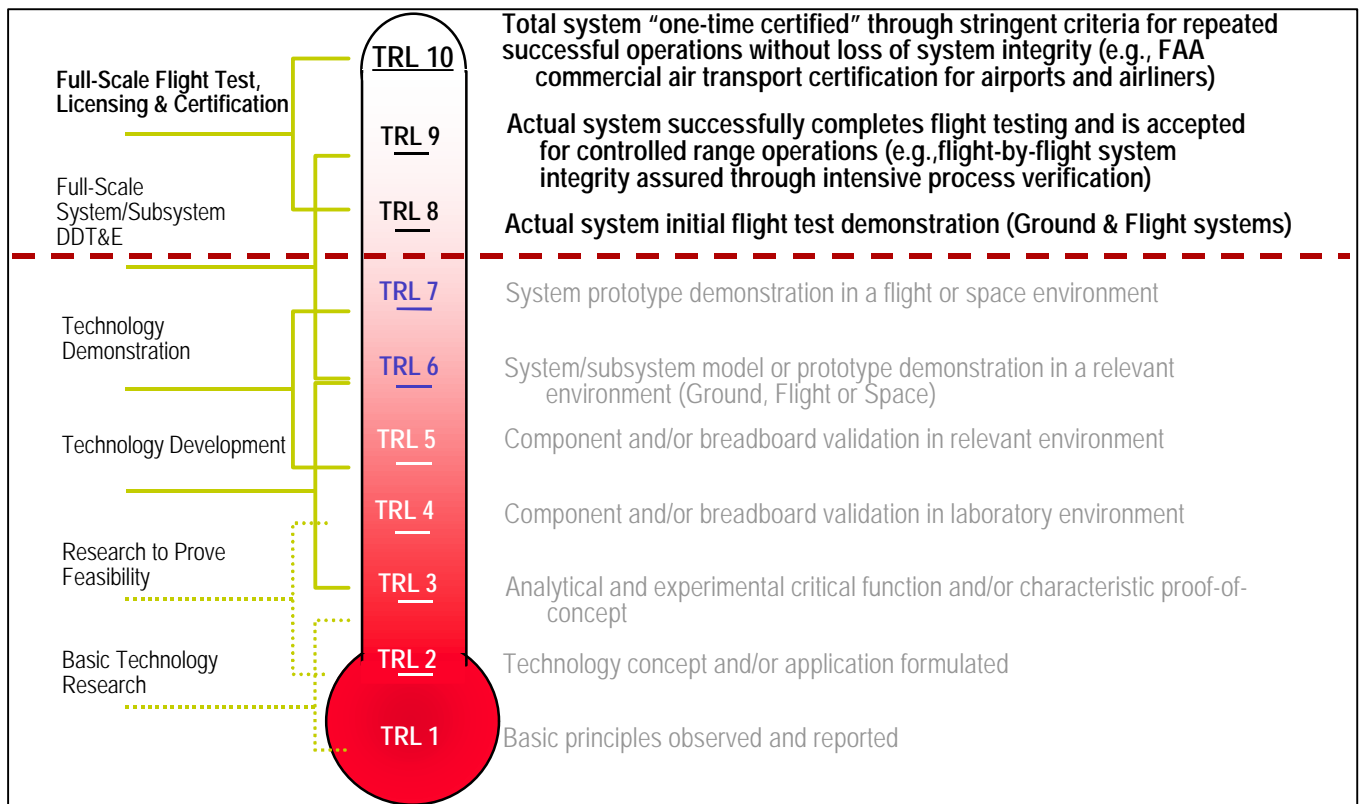 Total system “one-time certified” through stringent criteria for repeated
successful operations without loss of system integrity (e.g., FAA
commercial air transport certification for airports and airliners)
TRL 10
Full-Scale Flight Test,
Licensing & Certification
Actual system successfully completes flight testing and is accepted
for controlled range operations (e.g.,flight-by-flight system
integrity assured through intensive process verification)
TRL 9
Full-Scale
System/Subsystem
DDT&E
TRL 8
Actual system initial flight test demonstration (Ground & Flight systems)
TRL 7
System prototype demonstration in a flight or space environment
Technology
Demonstration
TRL 6
System/subsystem model or prototype demonstration in a relevant
environment (Ground, Flight or Space)
Technology Development
TRL 5
Component and/or breadboard validation in relevant environment
TRL 4
Component and/or breadboard validation in laboratory environment
Research to Prove
Feasibility
TRL 3
Analytical and experimental critical function and/or characteristic proof-of-
concept
Basic Technology
Research
TRL 2
Technology concept and/or application formulated
TRL 1
Basic principles observed and reported